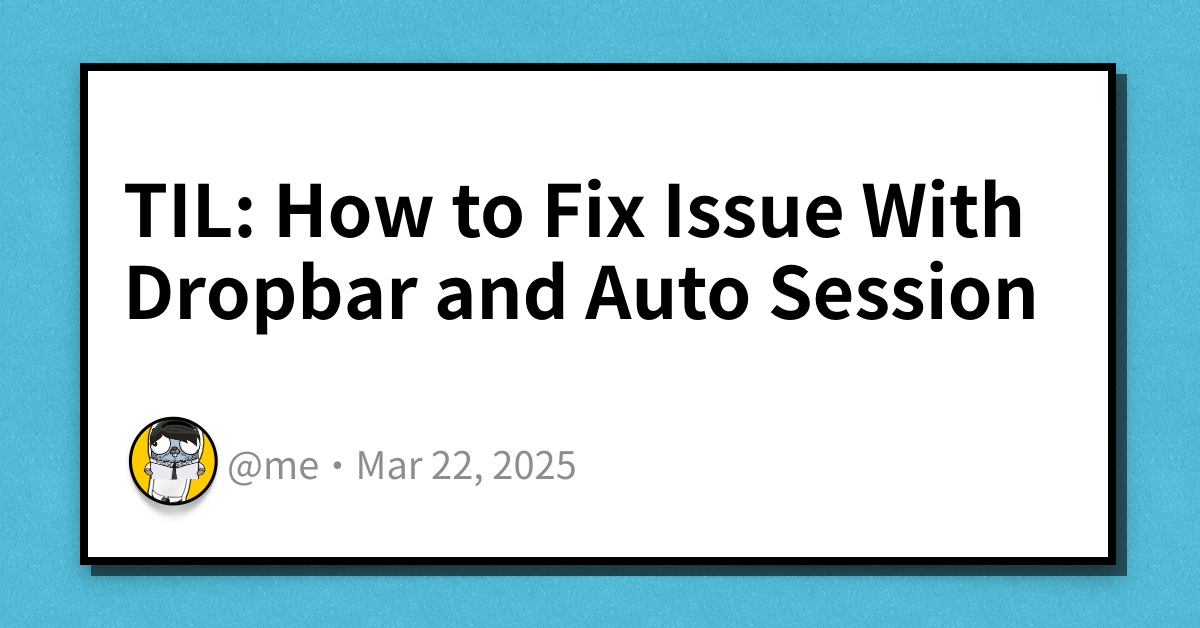 TIL: How to Fix Issue With
Dropbar and Auto Session
@me • Mar 22, 2025